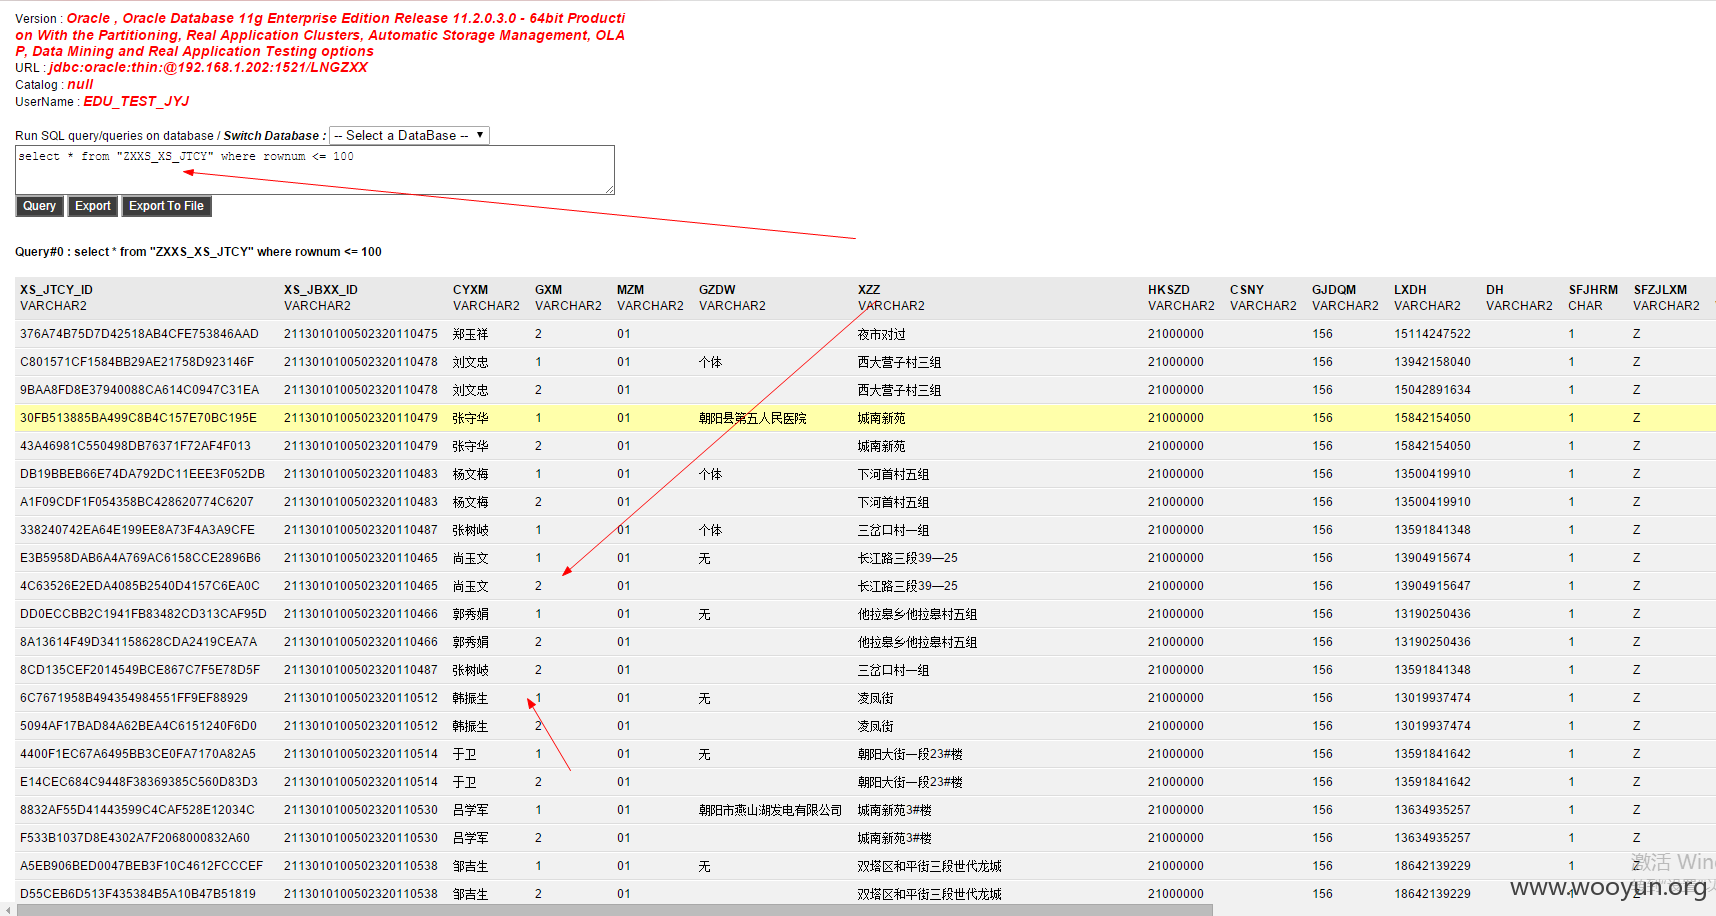 Version : Oracle , Oracle Database 11g Enterprise Edition Release 11.2.0.3.0 - 64bit Producti
on With the Partitioning, Real Application Clusters, Automatic Storage Management, OLA
P, Data Mining and Real Application Testing options
URL : jdbc:oracle:thin:@192.168.1.202:1521/LNGZXX
Catalog : null
UserName : EDU_TEST_JYJ
Run SQL query/queries on database / Switch Database : -- Select a DataBase -- ▼
select * from "ZXXS_XS_JTCY" where rownum <= 100
Query Export Export To File
Query#0 : select * from "ZXXS_XS_JTCY" where rownum <= 100
XS_JTCY_ID XS_JBXX_ID CYXM GXM MZM GZDW XZZ HKSZD CSNY GJDQM LXDH DH SFJHRM SFZJLXM
VARCHAR2 VARCHAR2 VARCHAR2 VARCHAR2 VARCHAR2 VARCHAR2 VARCHAR2 VARCHAR2 VARCHAR2 VARCHAR2 VARCHAR2 VARCHAR2 CHAR VARCHAR2
376A74B75D7D42518AB4CFE753846AAD 2113010100502320110475 郑玉祥 2 01 夜市对过 21000000 156 15114247522 1 Z
C801571CF1584BB29AE21758D923146F 2113010100502320110478 刘文忠 1 01 个体 西大营子村三组 21000000 156 13942158040 1 Z
9BAA8FD8E37940088CA614C0947C31EA 2113010100502320110478 刘文忠 2 01 西大营子村三组 21000000 156 15042891634 1 Z
30FB513885BA499C8B4C157E70BC195E 2113010100502320110479 张守华 1 01 朝阳县第五人民医院 城南新苑 21000000 156 15842154050 1 Z
43A46981C550498DB76371F72AF4F013 2113010100502320110479 张守华 2 01 城南新苑 21000000 156 15842154050 1 Z
DB19BBEB66E74DA792DC11EEE3F052DB 2113010100502320110483 杨文梅 1 01 个体 下河首村五组 21000000 156 13500419910 1 Z
A1F09CDF1F054358BC428620774C6207 2113010100502320110483 杨文梅 2 01 下河首村五组 21000000 156 13500419910 1 Z
338240742EA64E199EE8A73F4A3A9CFE 2113010100502320110487 张树岐 1 01 个体 三岔口村一组 21000000 156 13591841348 1 Z
E3B5958DAB6A4A769AC6158CCE2896B6 2113010100502320110465 尚玉文 1 01 无 长江路三段39—25 21000000 156 13904915674 1 Z
4C63526E2EDA4085B2540D4157C6EA0C 2113010100502320110465 尚玉文 2 01 长江路三段39—25 21000000 156 13904915647 1 Z
DD0ECCBB2C1941FB83482CD313CAF95D 2113010100502320110466 郭秀娟 1 01 无 他拉皋乡他拉皋村五组 21000000 156 13190250436 1 Z
8A13614F49D341158628CDA2419CEA7A 2113010100502320110466 郭秀娟 2 01 他拉皋乡他拉皋村五组 21000000 156 13190250436 1 Z
8CD135CEF2014549BCE867C7F5E78D5F 2113010100502320110487 张树岐 2 01 三岔口村一组 21000000 156 13591841348 1 Z
6C7671958B494354984551FF9EF88929 2113010100502320110512 韩振生 1 01 无 凌凤街 21000000 156 13019937474 1 Z
5094AF17BAD84A62BEA4C6151240F6D0 2113010100502320110512 韩振生 2 01 凌凤街 21000000 156 13019937474 1 Z
4400F1EC67A6495BB3CE0FA7170A82A5 2113010100502320110514 于卫 1 01 无 朝阳大街一段23#楼 21000000 156 13591841642 1 Z
E14CEC684C9448F38369385C560D83D3 2113010100502320110514 于卫 2 01 朝阳大街一段23#楼 21000000 156 13591841642 1 Z
8832AF55D41443599C4CAF528E12034C 2113010100502320110530 吕学军 1 01 朝阳市燕山湖发电有限公司 城南新苑3#楼 21000000 156 13634935257 1 Z
F533B1037D8E4302A7F2068000832A60 2113010100502320110530 吕学军 2 01 城南新苑3#楼 21000000 156 13634935257 1 Z
A5EB906BED0047BEB3F10C4612FCCCEF 2113010100502320110538 邹吉生 1 01 无 双塔区和平街三段世代龙城 21000000 156 18642139229 1 Z
D55CEB6D513F435384B5A10B47B51819 2113010100502320110538 邹吉生 2 01 双塔区和平街三段世代龙城 21000000 156 18642139229 1 Z
激活 Win
www.wooyun.org